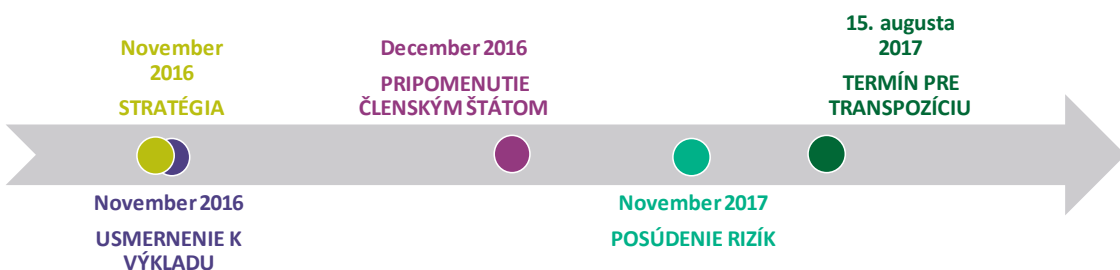 November
2016
STRATÉGIA
December 2016
PRIPOMENUTIE
ČLENSKÝM ŠTÁTOM
15. augusta
2017
TERMÍN PRE
TRANSPOZÍCIU
November 2016
USMERNENIE K
VÝKLADU
November 2017
POSÚDENIE RIZÍK